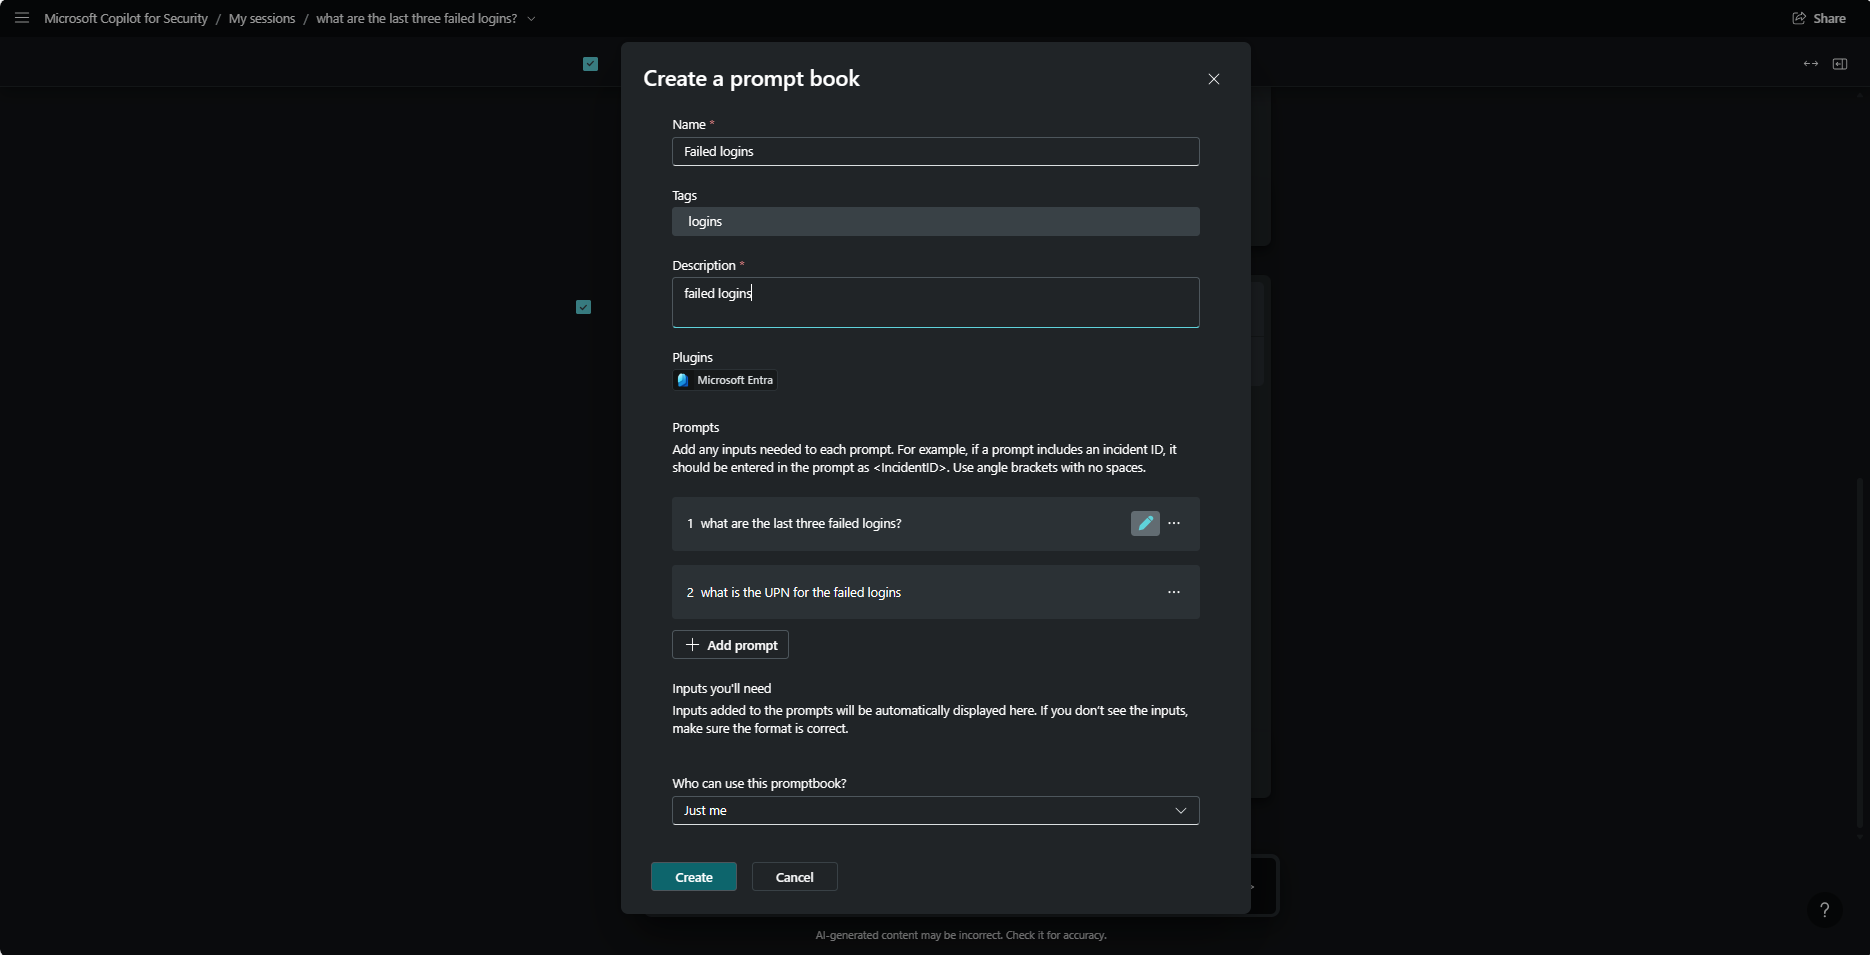 Microsoft Copilot for Security / My sessions / what are the last three failed logins?
Share
Create a prompt book
Name *
Failed logins
Tags
logins
Description *
failed logins
Plugins
Microsoft Entra
Prompts
Add any inputs needed to each prompt. For example, if a prompt includes an incident ID, it
should be entered in the prompt as <IncidentID>. Use angle brackets with no spaces.
1 what are the last three failed logins?
2 what is the UPN for the failed logins
Add prompt
Inputs you'll need
Inputs added to the prompts will be automatically displayed here. If you don't see the inputs,
make sure the format is correct.
Who can use this promptbook?
Just me
Create
Cancel
?
AI-generated content may be incorrect. Check it for accuracy.